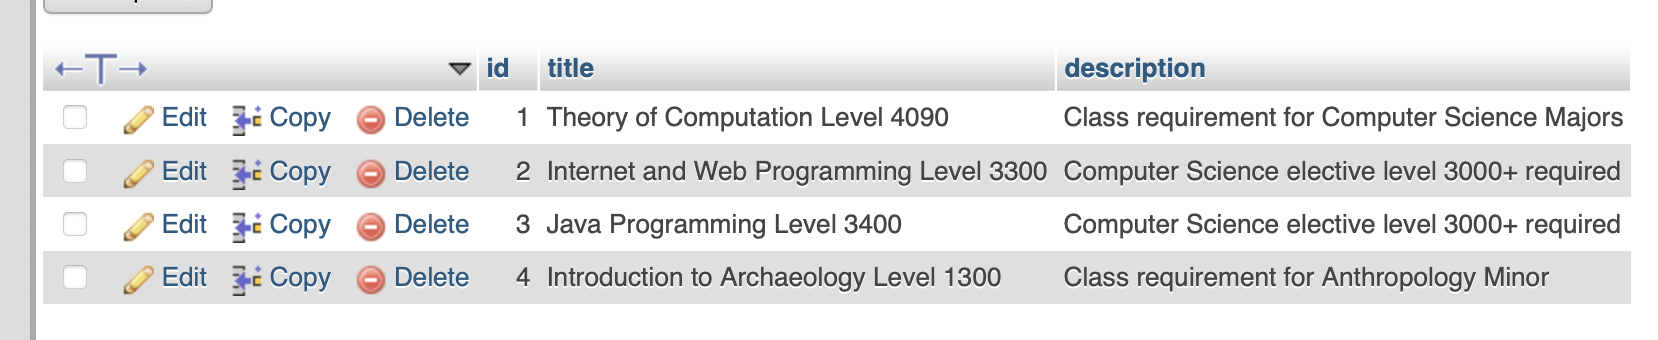 id title description
Edit Copy Delete 1 Theory of Computation Level 4090 Class requirement for Computer Science Majors
Edit Copy Delete 2 Internet and Web Programming Level 3300 Computer Science elective level 3000+ required
Edit Copy Delete 3 Java Programming Level 3400 Computer Science elective level 3000+ required
Edit Copy Delete 4 Introduction to Archaeology Level 1300 Class requirement for Anthropology Minor